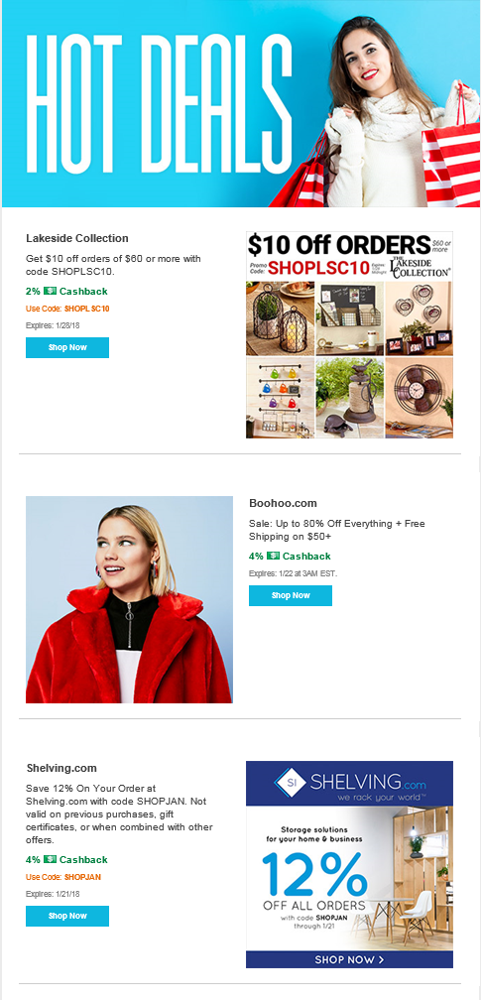 HOT DEALS
Lakeside Collection
Get $10 off orders of $60 or more with
code SHOPLSC10.
2% Cashback
Use Code: SHOPLSC10
Expires: 1/28/18
Shop Now
$10 Off ORDERS $60 or more
Promo Code: SHOPLSC10
THE LAKESIDE COLLECTION®
Boohoo.com
Sale: Up to 80% Off Everything + Free
Shipping on $50+
4% Cashback
Expires: 1/22 at 3AM EST.
Shop Now
Shelving.com
Save 12% On Your Order at
Shelving.com with code SHOPJAN. Not
valid on previous purchases, gift
certificates, or when combined with other
offers.
4% Cashback
Use Code: SHOPJAN
Expires: 1/21/18
Shop Now
SI SHELVING.com
we rack your world™
Storage solutions
for your home & business
12%
OFF ALL ORDERS
with code SHOPJAN
through 1/21
SHOP NOW >